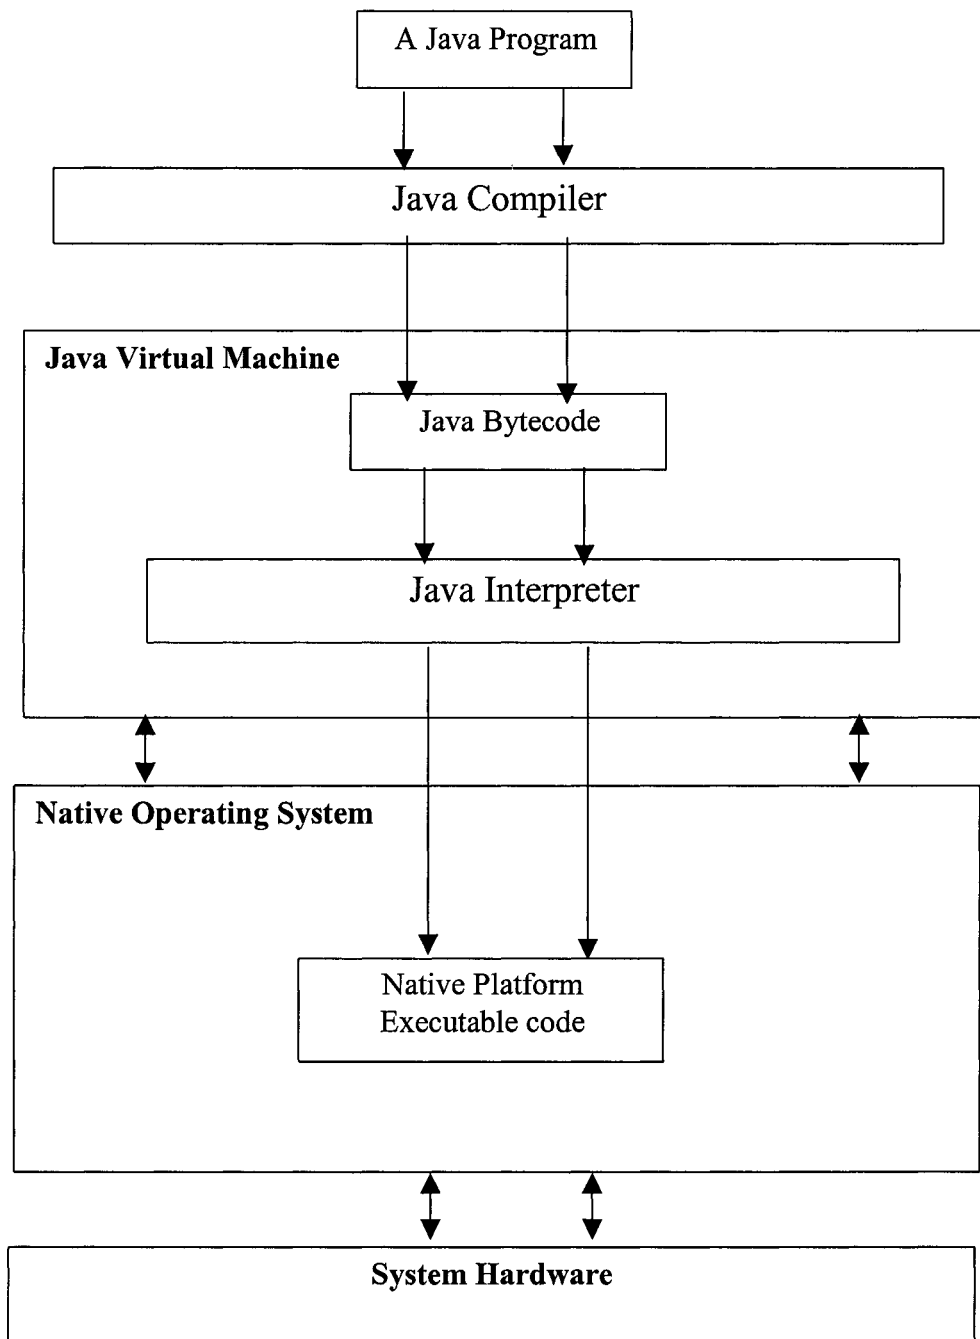 A Java Program
Java Compiler
Java Virtual Machine
Java Bytecode
Java Interpreter
Native Operating System
Native Platform
Executable code
System Hardware